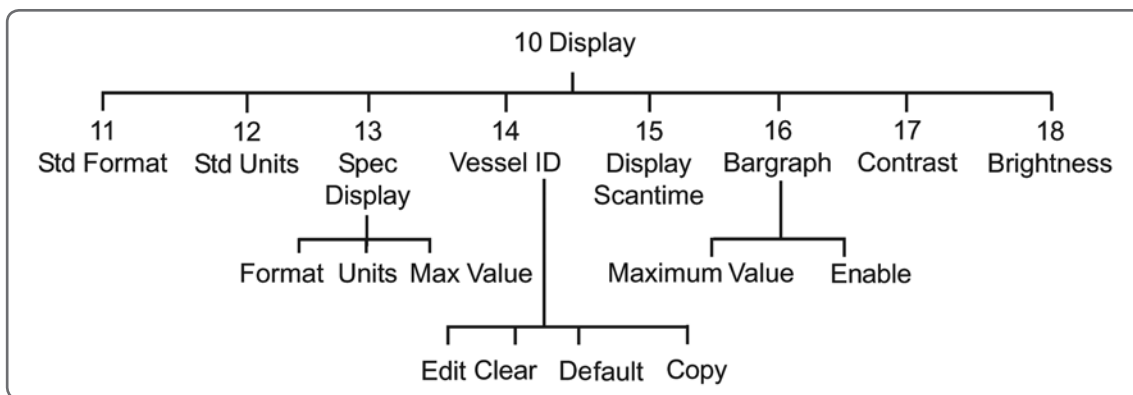 10 Display
11 12 13 14 15 16 17 18
Std Format Std Units Spec Vessel ID Display Bargraph Contrast Brightness
Display Scantime
Format Units Max Value Maximum Value Enable
Edit Clear Default Copy